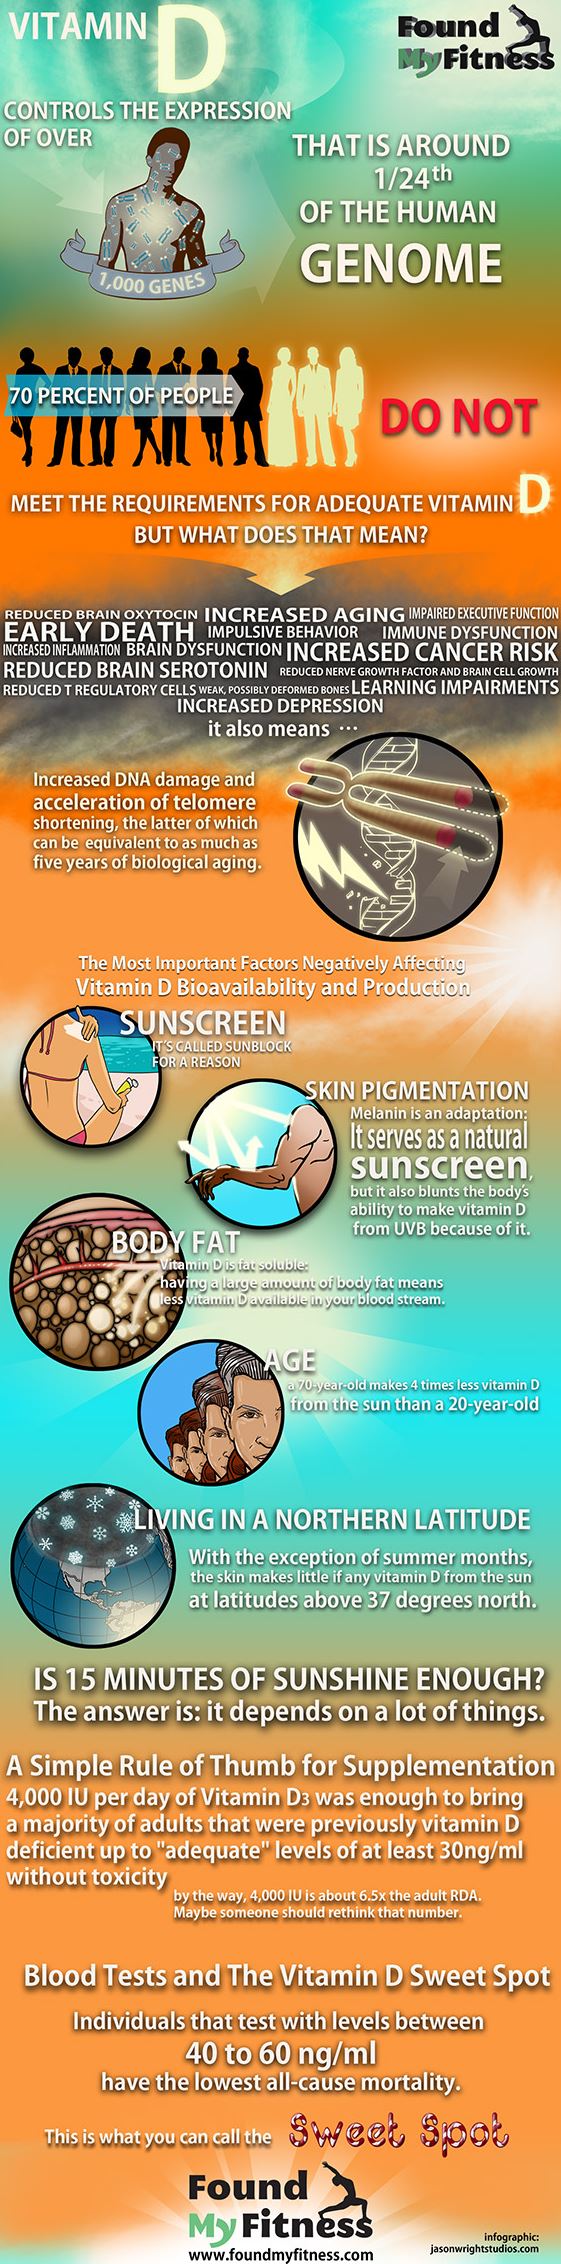 VITAMIN D
Found
MyFitness
CONTROLS THE EXPRESSION
OF OVER
1,000 GENES
THAT IS AROUND
1/24th
OF THE HUMAN
GENOME
70 PERCENT OF PEOPLE
DO NOT
MEET THE REQUIREMENTS FOR ADEQUATE VITAMIN D
BUT WHAT DOES THAT MEAN?
REDUCED BRAIN OXYTOCIN INCREASED AGING IMPAIRED EXECUTIVE FUNCTION
EARLY DEATH IMPULSIVE BEHAVIOR IMMUNE DYSFUNCTION
INCREASED INFLAMMATION BRAIN DYSFUNCTION INCREASED CANCER RISK
REDUCED BRAIN SEROTONIN REDUCED NERVE GROWTH FACTOR AND BRAIN CELL GROWTH
REDUCED T REGULATORY CELLS WEAK, POSSIBLY DEFORMED BONES LEARNING IMPAIRMENTS
INCREASED DEPRESSION
it also means ...
Increased DNA damage and
acceleration of telomere
shortening, the latter of which
can be equivalent to as much as
five years of biological aging.
The Most Important Factors Negatively Affecting
Vitamin D Bioavailability and Production
SUNSCREEN
IT'S CALLED SUNBLOCK
FOR A REASON
SKIN PIGMENTATION
Melanin is an adaptation:
It serves as a natural
sunscreen,
but it also blunts the body's
ability to make vitamin D
from UVB because of it.
BODY FAT
Vitamin D is fat soluble:
having a large amount of body fat means
less vitamin D available in your blood stream.
AGE
a 70-year-old makes 4 times less vitamin D
from the sun than a 20-year-old
LIVING IN A NORTHERN LATITUDE
With the exception of summer months,
the skin makes little if any vitamin D from the sun
at latitudes above 37 degrees north.
IS 15 MINUTES OF SUNSHINE ENOUGH?
The answer is: it depends on a lot of things.
A Simple Rule of Thumb for Supplementation
4,000 IU per day of Vitamin D3 was enough to bring
a majority of adults that were previously vitamin D
deficient up to "adequate" levels of at least 30ng/ml
without toxicity
by the way, 4,000 IU is about 6.5x the adult RDA.
Maybe someone should rethink that number.
Blood Tests and The Vitamin D Sweet Spot
Individuals that test with levels between
40 to 60 ng/ml
have the lowest all-cause mortality.
This is what you can call the Sweet Spot
Found
MyFitness
www.foundmyfitness.com
infographic:
jasonwrightstudios.com